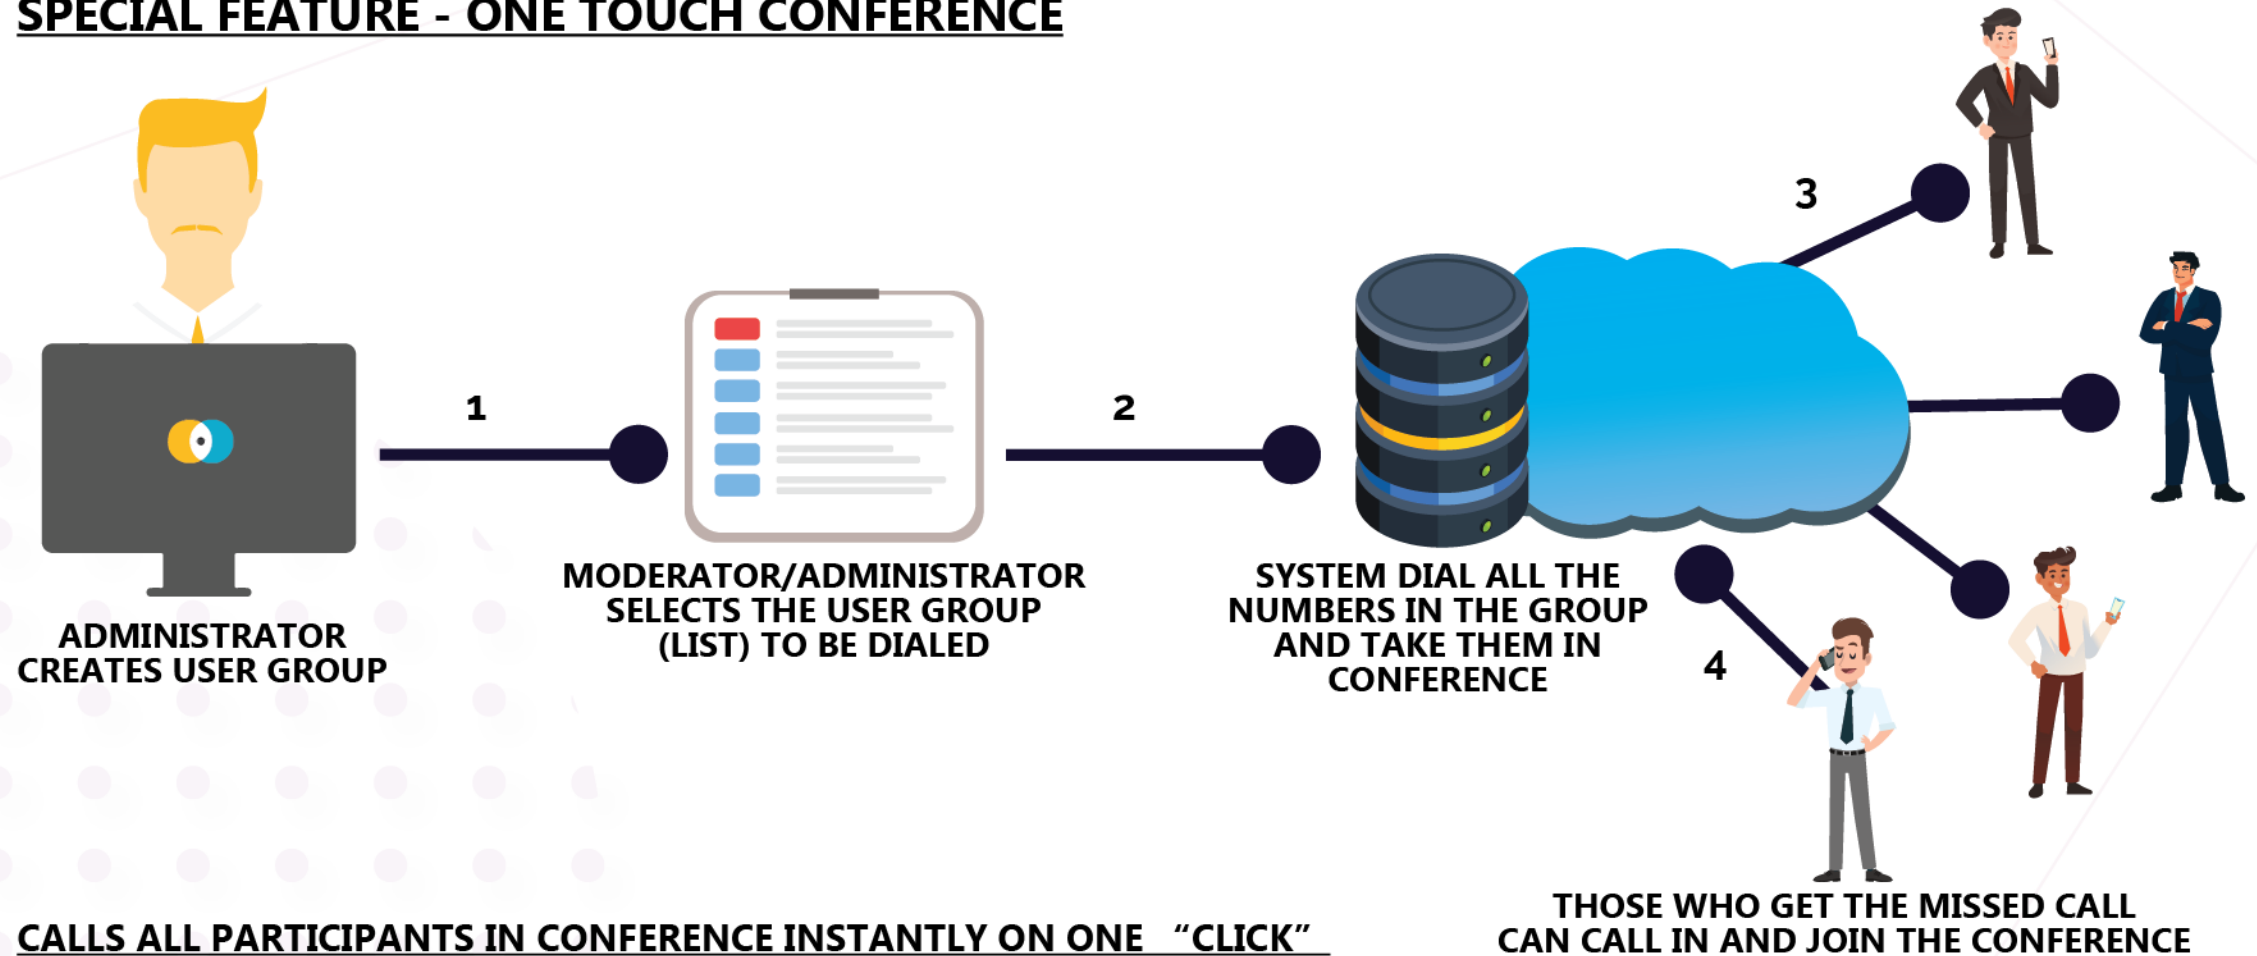 SPECIAL FEATURE - ONE TOUCH CONFERENCE
1
2
3
4
ADMINISTRATOR
CREATES USER GROUP
MODERATOR/ADMINISTRATOR
SELECTS THE USER GROUP
(LIST) TO BE DIALED
SYSTEM DIAL ALL THE
NUMBERS IN THE GROUP
AND TAKE THEM IN
CONFERENCE
THOSE WHO GET THE MISSED CALL
CAN CALL IN AND JOIN THE CONFERENCE
CALLS ALL PARTICIPANTS IN CONFERENCE INSTANTLY ON ONE “CLICK”